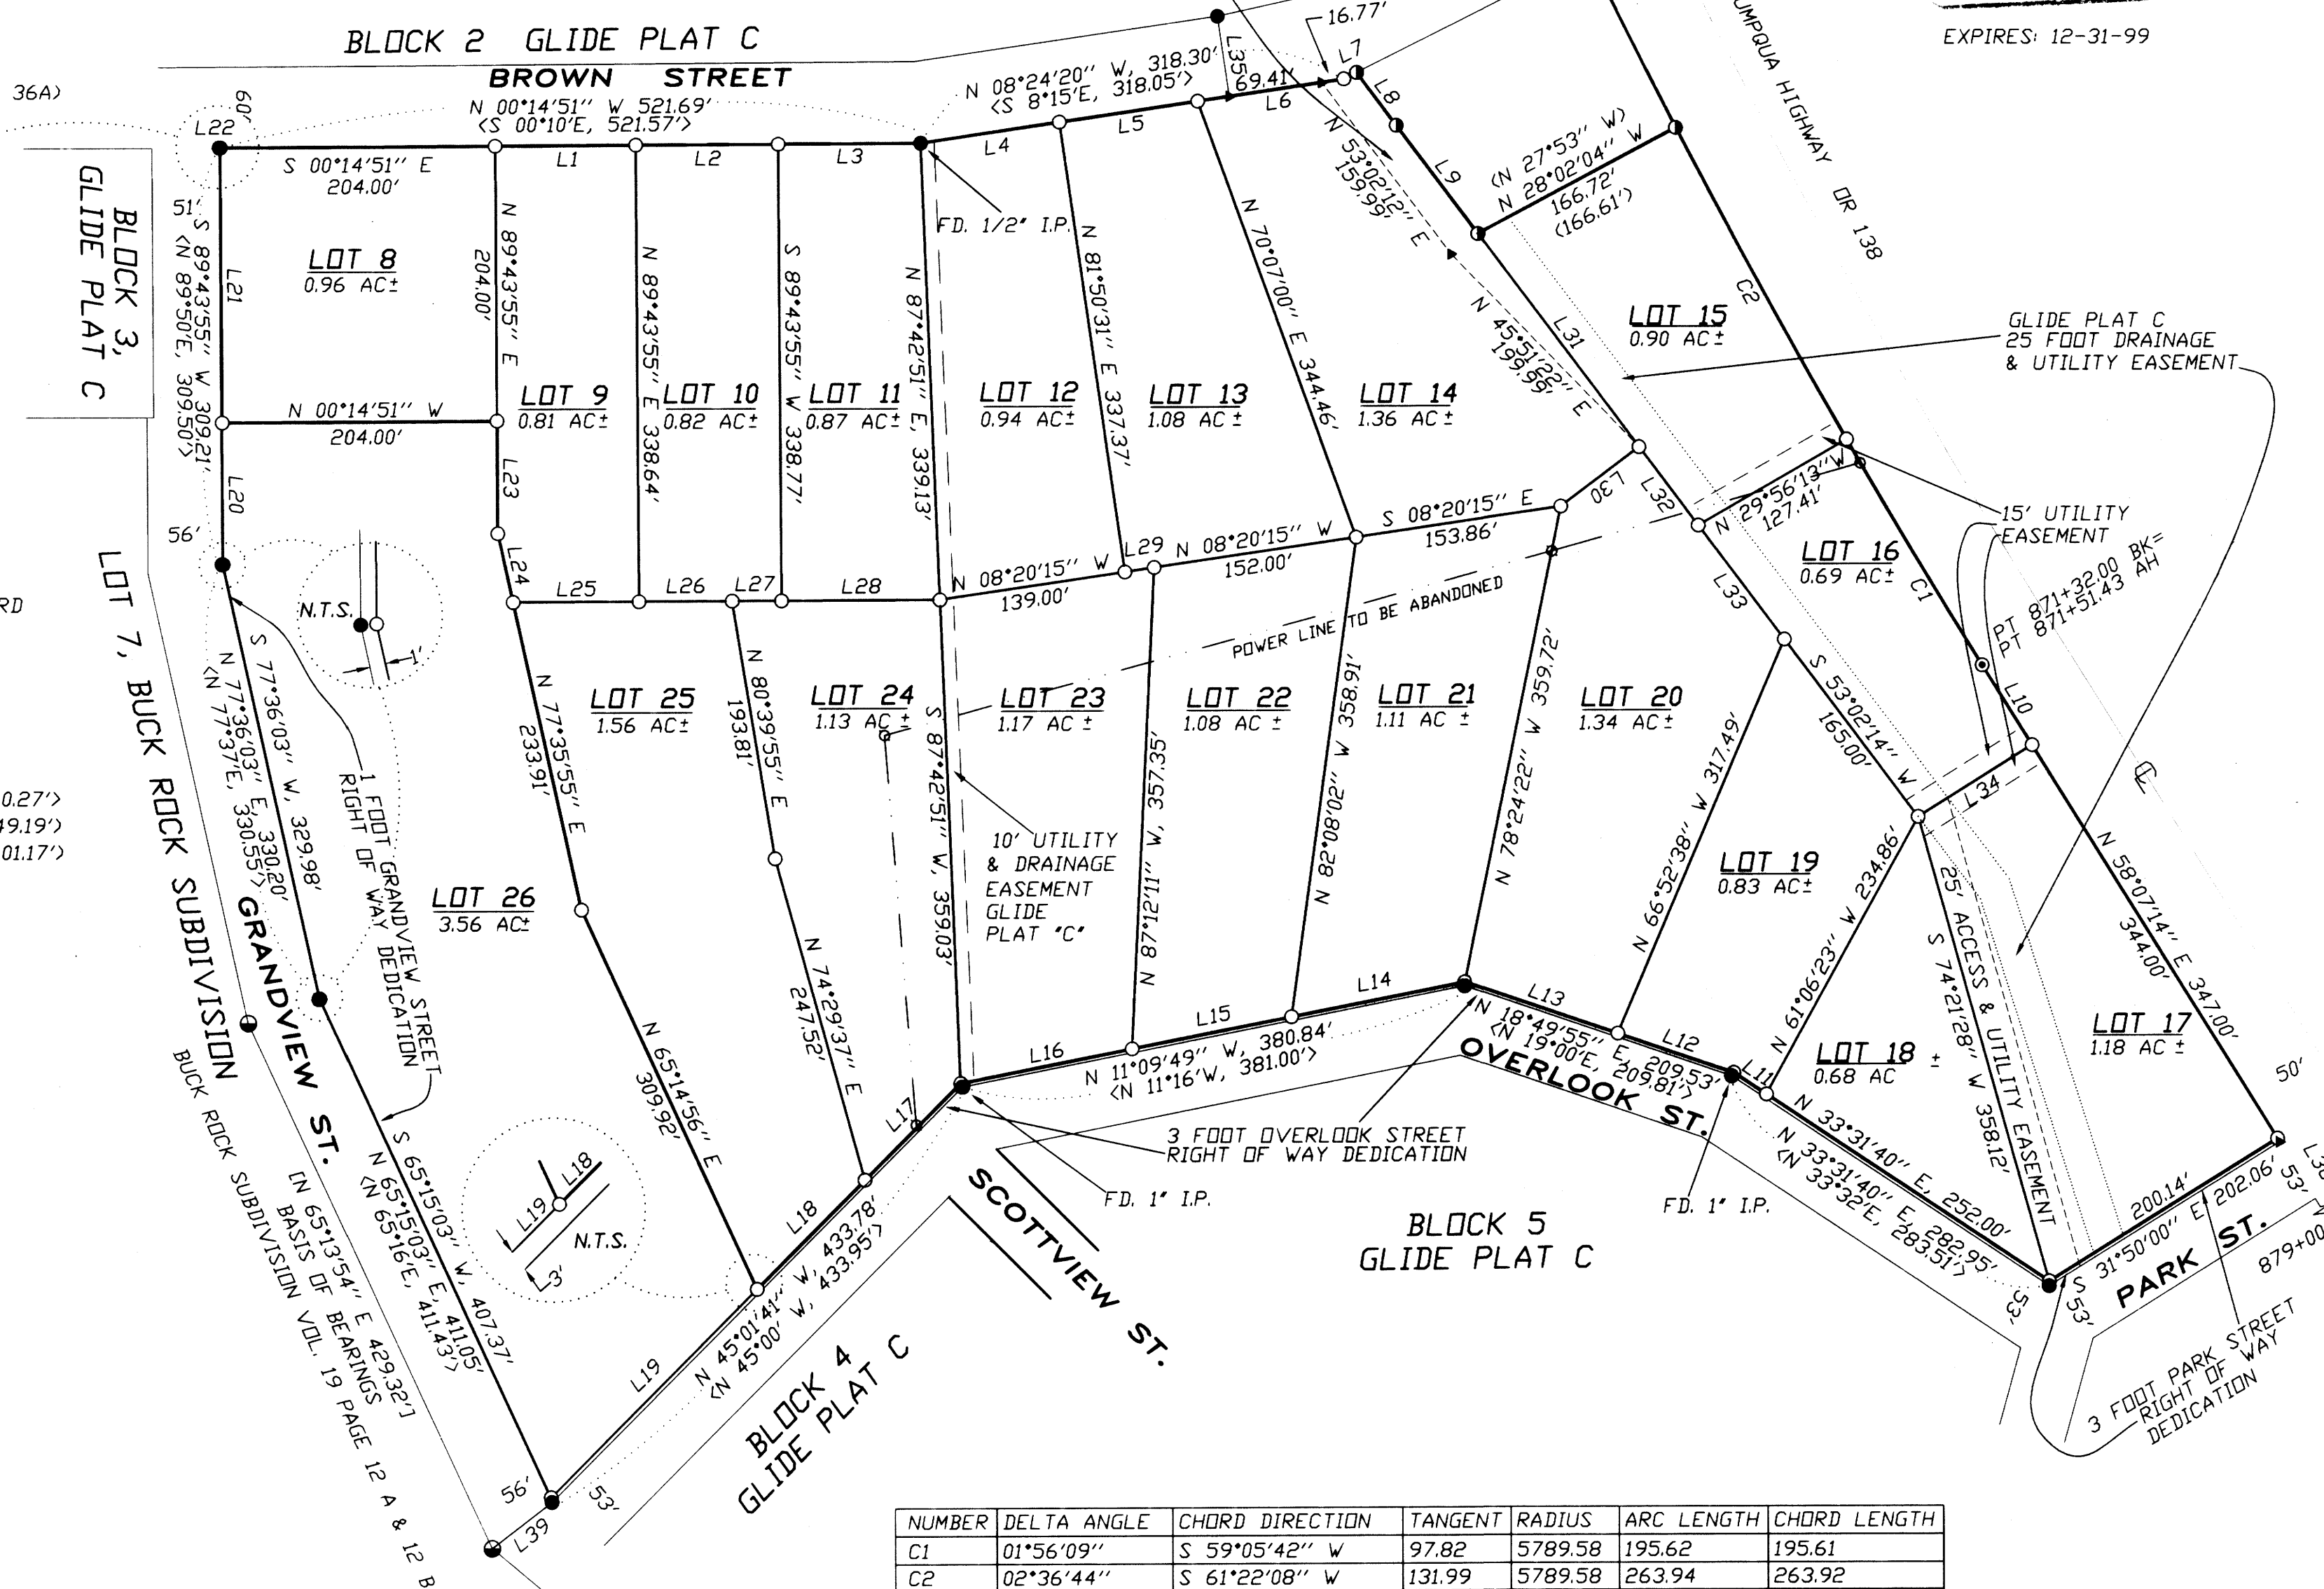 BLOCK 2 GLIDE PLAT C
BROWN STREET
N 00°14'51'' W 521.69'
<S 00°10'E, 521.57'>
N 08°24'20'' W, 318.30'
<S 8°15'E, 318.05'>
L35
16.77'
69.41'
L7
L6
L8
L9
UMPQUA HIGHWAY OR 138
EXPIRES: 12-31-99
36A>
60'
L22
S 00°14'51'' E
204.00'
L1
L2
L3
L4
L5
FD. 1/2" I.P.
N 53°02'12'' E
159.99'
<N 27°53'' W>
N 28°02'04'' W
166.72'
(166.61')
BLOCK 3,
GLIDE PLAT C
51'
S 89°43'55'' W 309.21'
<N 89°50'E, 309.50'>
L21
LOT 8
0.96 AC±
N 89°43'55'' E
204.00'
N 89°43'55'' E 338.64'
S 89°43'55'' W 338.77'
N 87°42'51'' E, 339.13'
N 81°50'31'' E 337.37'
N 70°07'00'' E 344.46'
N 45°51'22'' E
199.99'
L31
C2
LOT 15
0.90 AC±
GLIDE PLAT C
25 FOOT DRAINAGE
& UTILITY EASEMENT
N 00°14'51'' W
204.00'
LOT 9
0.81 AC±
LOT 10
0.82 AC±
LOT 11
0.87 AC±
LOT 12
0.94 AC±
LOT 13
1.08 AC±
LOT 14
1.36 AC±
L20
L23
56'
L30
L32
N 29°56'13'' W
127.41'
15' UTILITY
EASEMENT
LOT 16
0.69 AC±
C1
PT 871+32.00 BK=
PT 871+51.43 AH
L24
L25
L26
L27
L28
N 08°20'15'' W
139.00'
L29
N 08°20'15'' W
152.00'
S 08°20'15'' E
153.86'
L33
L10
RD
N.T.S.
1'
POWER LINE TO BE ABANDONED
LOT 7, BUCK ROCK SUBDIVISION
S 77°36'03'' W, 329.98'
N 77°36'03'' E, 330.20'
<N 77°37'E, 330.55'>
N 77°35'55'' E
233.91'
LOT 25
1.56 AC±
N 80°39'55'' E
193.81'
LOT 24
1.13 AC ±
S 87°42'51'' W, 359.03'
LOT 23
1.17 AC ±
N 87°12'11'' W, 357.35'
LOT 22
1.08 AC ±
N 82°08'02'' W 358.91'
LOT 21
1.11 AC ±
N 78°24'22'' W 359.72'
LOT 20
1.34 AC±
N 66°52'38'' W 317.49'
S 53°02'14'' W
165.00'
L34
0.27'>
49.19'>
01.17'>
1 FOOT GRANDVIEW STREET
RIGHT OF WAY DEDICATION
10' UTILITY
& DRAINAGE
EASEMENT
GLIDE
PLAT "C"
LOT 19
0.83 AC±
N 61°06'23'' W 234.86'
25' ACCESS & UTILITY EASEMENT
S 74°21'28'' W 358.12'
N 58°07'14'' E 347.00'
344.00'
LOT 26
3.56 AC±
GRANDVIEW ST.
N 65°14'56'' E
309.92'
N 74°29'37'' E
247.52'
L16
L15
L14
N 11°09'49'' W, 380.84'
<N 11°16'W, 381.00'>
L13
N 18°49'55'' E, 209.53'
<N 19°00'E, 209.81'>
L12
L11
OVERLOOK ST.
LOT 18 ±
0.68 AC
LOT 17
1.18 AC ±
50'
BUCK ROCK SUBDIVISION VOL. 19 PAGE 12 A & 12 B
[N 65°13'54'' E 429.32']
BASIS OF BEARINGS
S 65°15'03'' W, 407.37'
N 65°15'03'' E, 411.05'
<N 65°16'E, 411.43'>
L19
L18
N.T.S.
3'
L17
L18
3 FOOT OVERLOOK STREET
RIGHT OF WAY DEDICATION
FD. 1" I.P.
FD. 1" I.P.
N 33°31'40'' E, 252.00'
N 33°31'40'' E, 282.95'
<N 33°32'E, 283.51'>
53'
200.14'
S 31°50'00'' E 202.06'
53'
53'
PARK ST.
879+00
SCOTTVIEW ST.
BLOCK 5
GLIDE PLAT C
L19
N 45°01'41'' W, 433.78'
<N 45°00' W, 433.95'>
BLOCK 4
GLIDE PLAT C
3 FOOT PARK STREET
RIGHT OF WAY
DEDICATION
56'
53'
L39
NUMBER DELTA ANGLE CHORD DIRECTION TANGENT RADIUS ARC LENGTH CHORD LENGTH
C1 01°56'09'' S 59°05'42'' W 97.82 5789.58 195.62 195.61
C2 02°36'44'' S 61°22'08'' W 131.99 5789.58 263.94 263.92